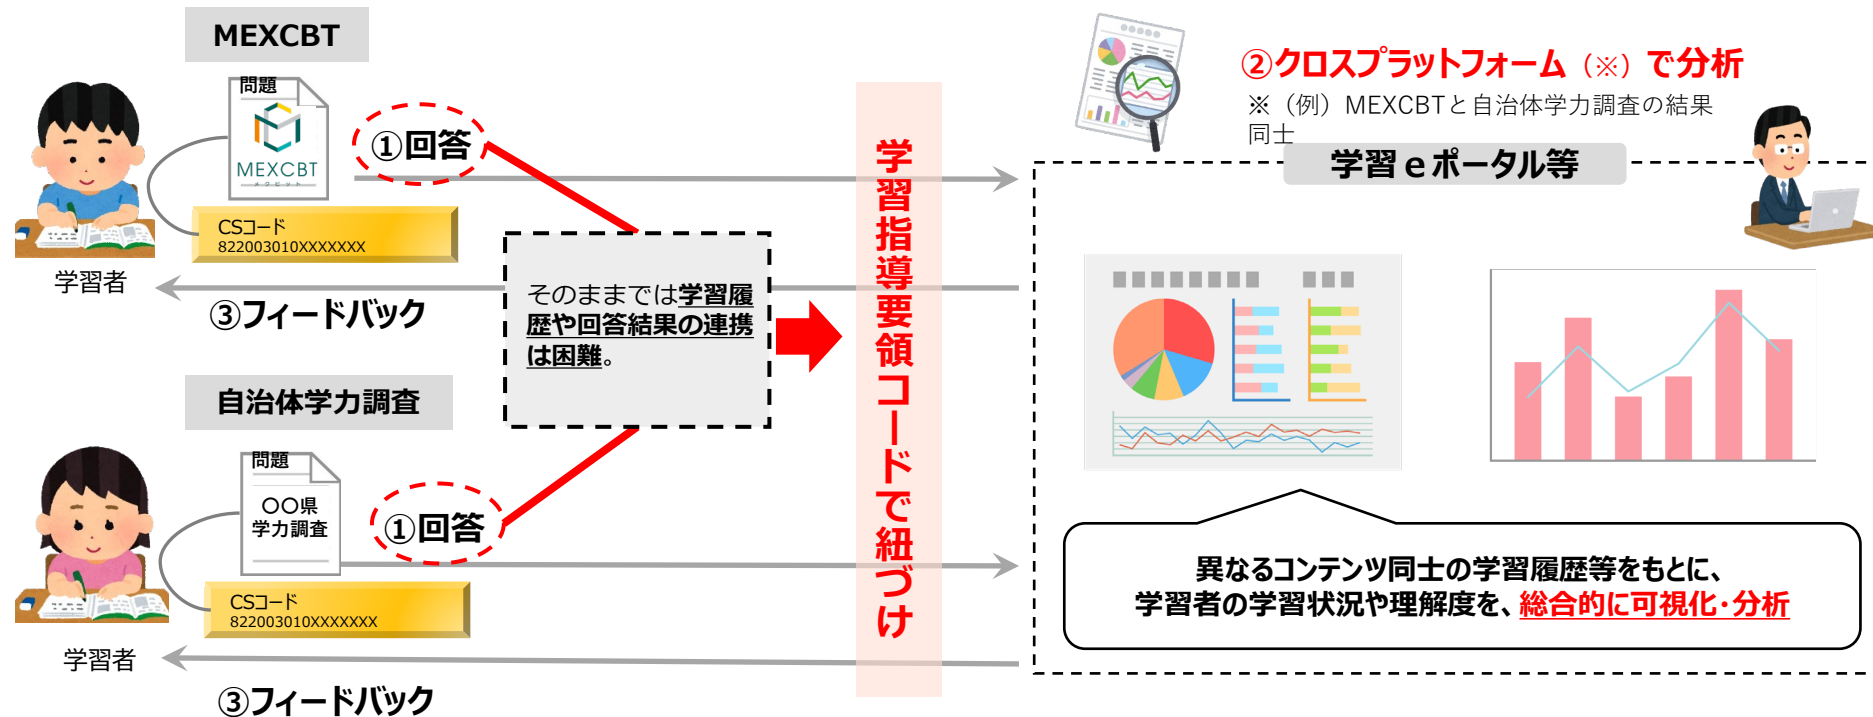 MEXCBT
問題
MEXCBT
メクビット
①回答
CSコード
822003010XXXXXXX
学習者
③フィードバック
そのままでは学習履
歴や回答結果の連携
は困難。
自治体学力調査
問題
〇〇県
学力調査
①回答
CSコード
822003010XXXXXXX
学習者
③フィードバック
学習指導要領コードで紐づけ
②クロスプラットフォーム（※）で分析
※（例）MEXCBTと自治体学力調査の結果
同士
学習eポータル等
異なるコンテンツ同士の学習履歴等をもとに、
学習者の学習状況や理解度を、総合的に可視化・分析